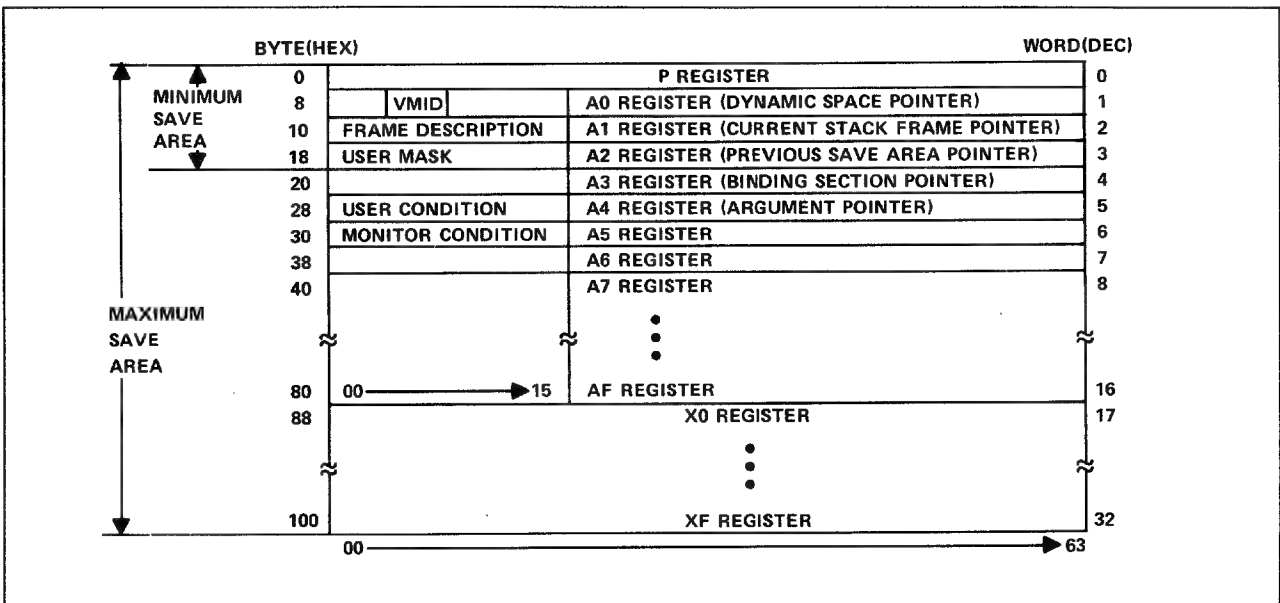 BYTE(HEX) WORD(DEC)
0 P REGISTER 0
MINIMUM SAVE AREA
8 VMID A0 REGISTER (DYNAMIC SPACE POINTER) 1
10 FRAME DESCRIPTION A1 REGISTER (CURRENT STACK FRAME POINTER) 2
18 USER MASK A2 REGISTER (PREVIOUS SAVE AREA POINTER) 3
20 A3 REGISTER (BINDING SECTION POINTER) 4
28 USER CONDITION A4 REGISTER (ARGUMENT POINTER) 5
30 MONITOR CONDITION A5 REGISTER 6
38 A6 REGISTER 7
40 A7 REGISTER 8
MAXIMUM
SAVE
AREA
80 00 15 AF REGISTER 16
88 X0 REGISTER 17
100 XF REGISTER 32
00 63